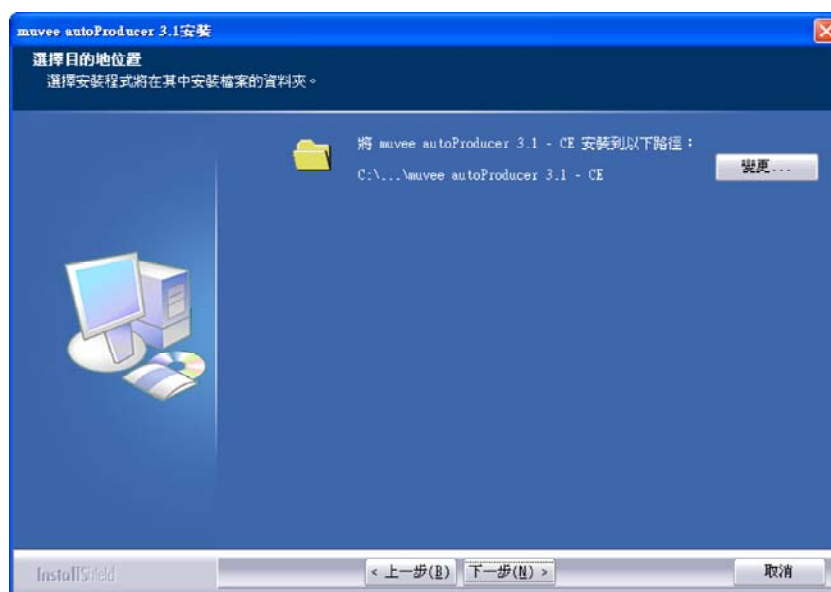 muvee autoProducer 3.1安裝
選擇目的地位置
選擇安裝程式將在其中安裝檔案的資料夾。
將 muvee autoProducer 3.1 - CE 安裝到以下路徑：
C:\...\muvee autoProducer 3.1 - CE
變更...
InstallShield
< 上一步(B)
下一步(N) >
取消